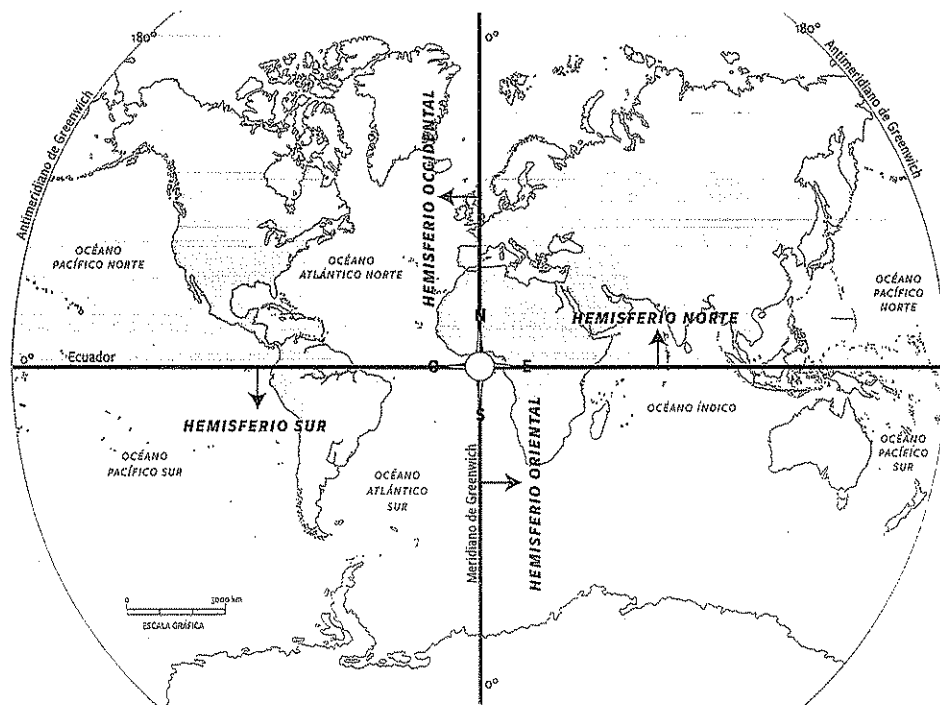 180°
0°
180°
Antimeridiano de Greenwich
Antimeridiano de Greenwich
HEMISFERIO OCCIDENTAL
OCÉANO
PACÍFICO NORTE
OCÉANO
ATLÁNTICO NORTE
OCÉANO
PACÍFICO
NORTE
N
HEMISFERIO NORTE
0°
Ecuador
O
E
0°
S
HEMISFERIO SUR
OCÉANO ÍNDICO
OCÉANO
PACÍFICO SUR
OCÉANO
ATLÁNTICO
SUR
OCÉANO
PACÍFICO
SUR
Meridiano de Greenwich
HEMISFERIO ORIENTAL
0
3000 km
ESCALA GRÁFICA
0°